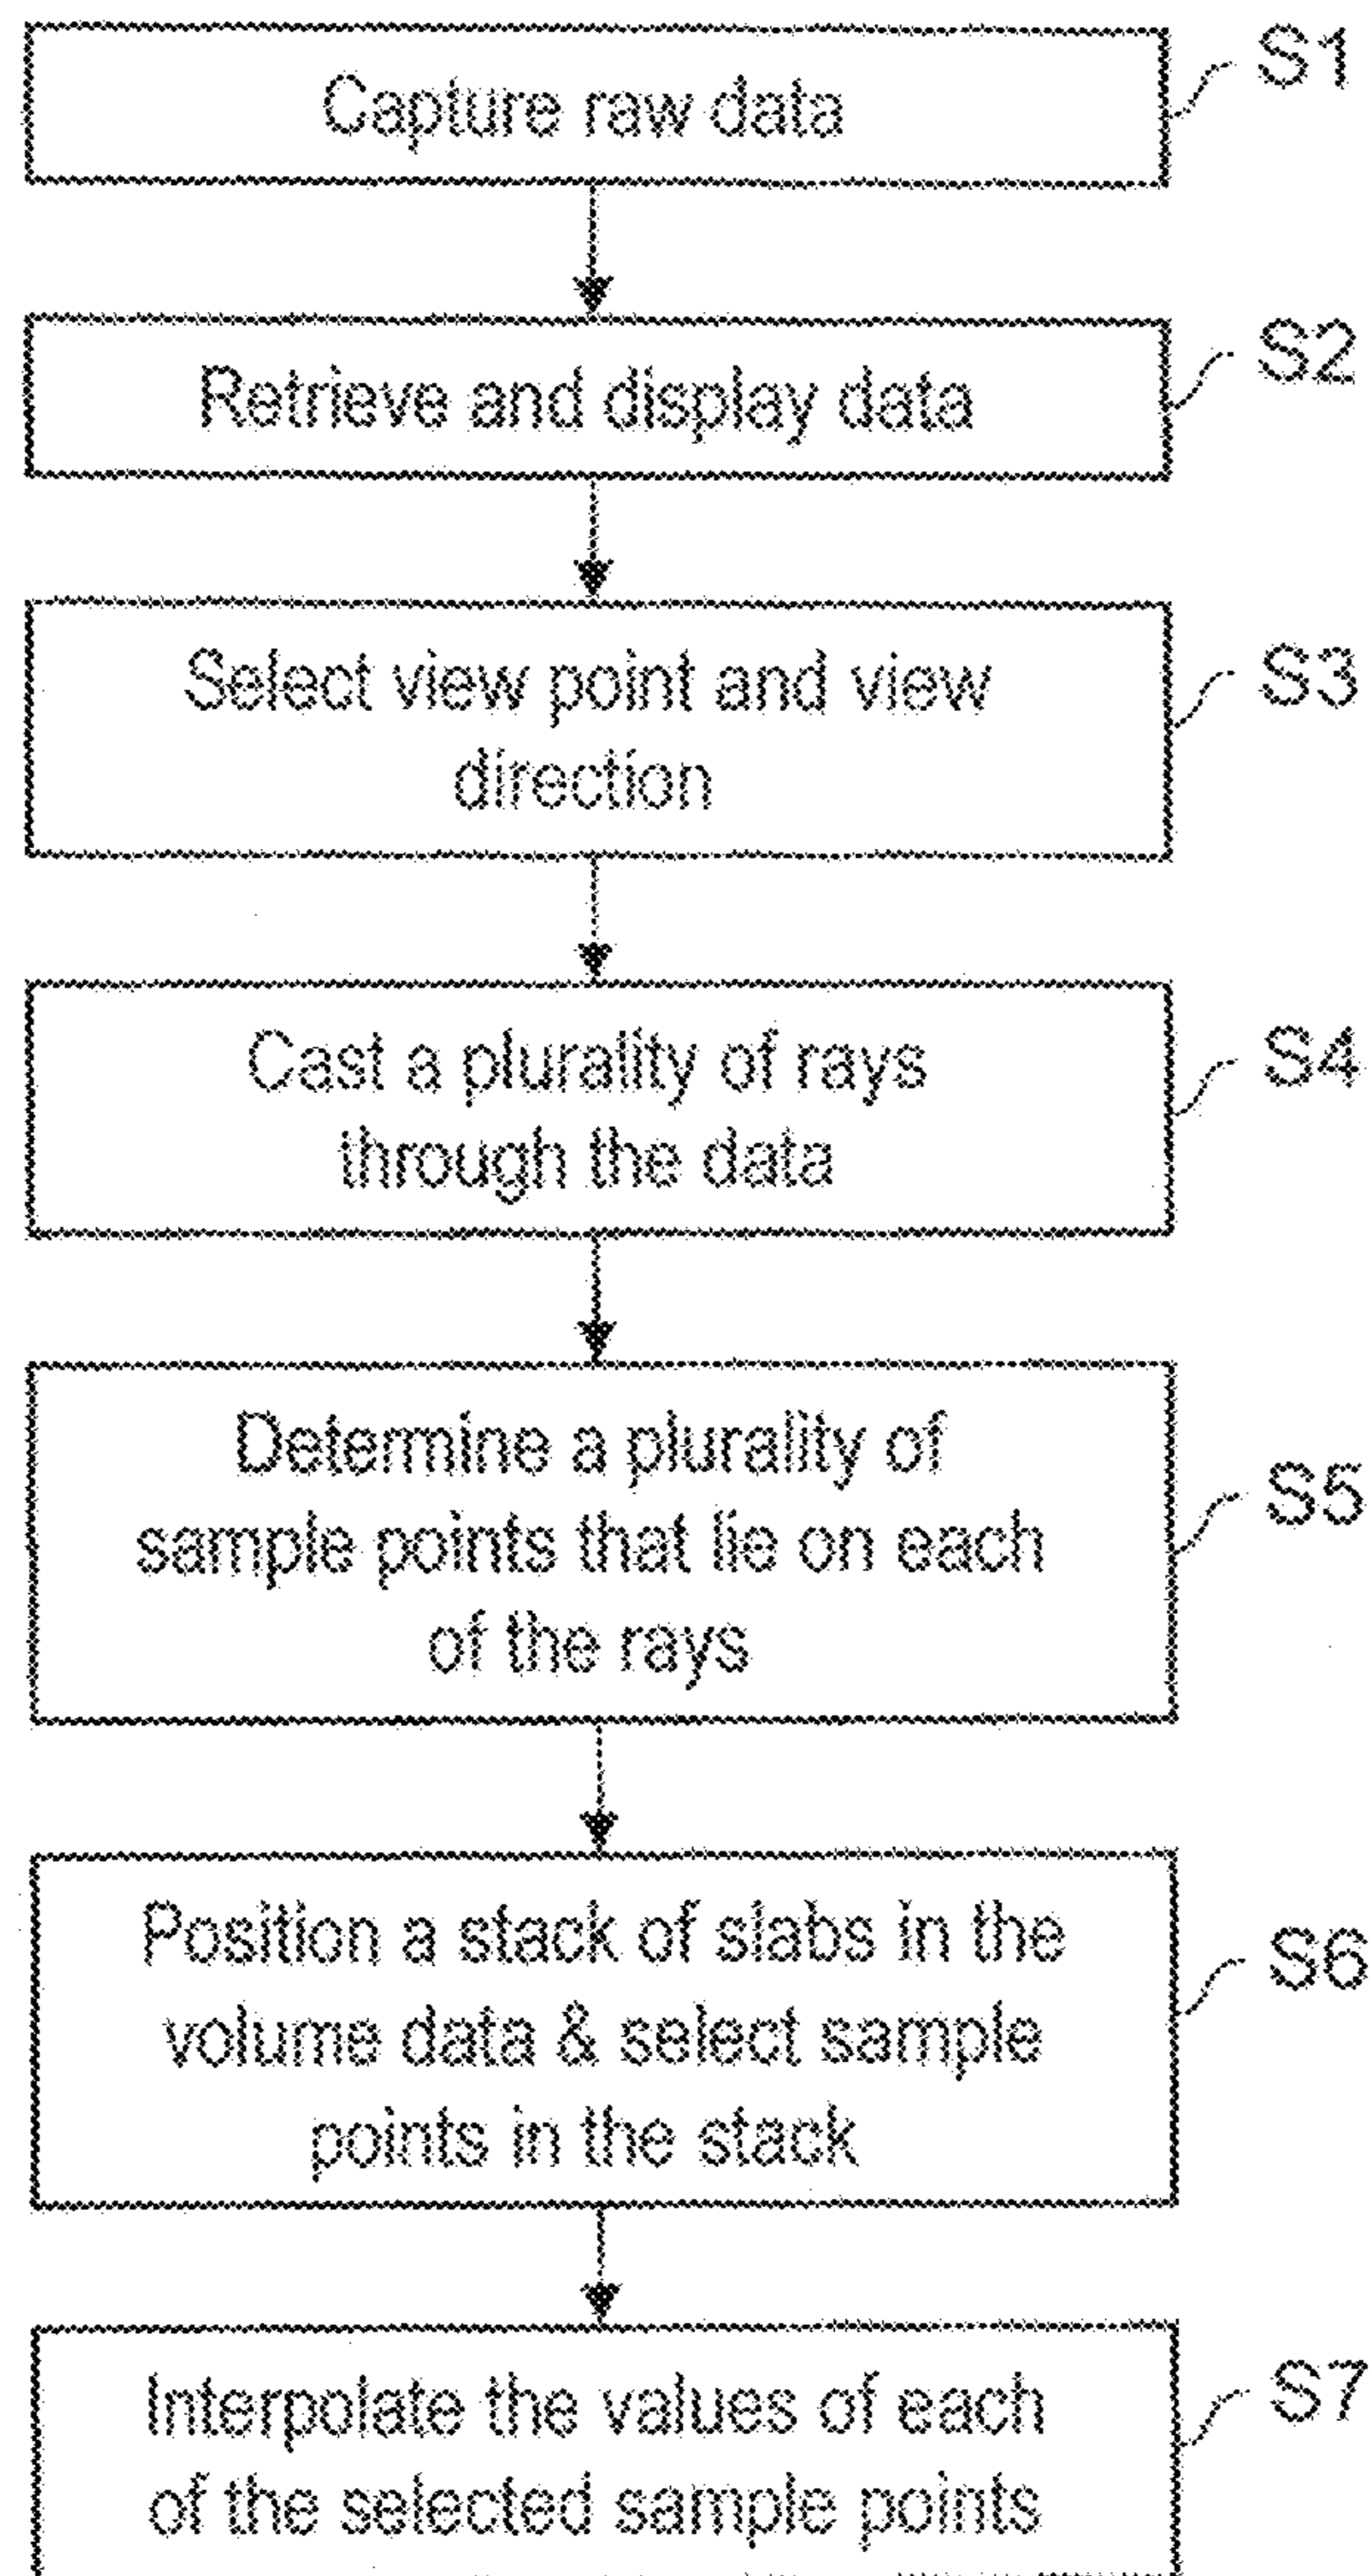 Capture raw data
S1
Retrieve and display data
S2
Select view point and view
direction
S3
Cast a plurality of rays
through the data
S4
Determine a plurality of
sample points that lie on each
of the rays
S5
Position a stack of slabs in the
volume data & select sample
points in the stack
S6
Interpolate the values of each
of the selected sample points
S7